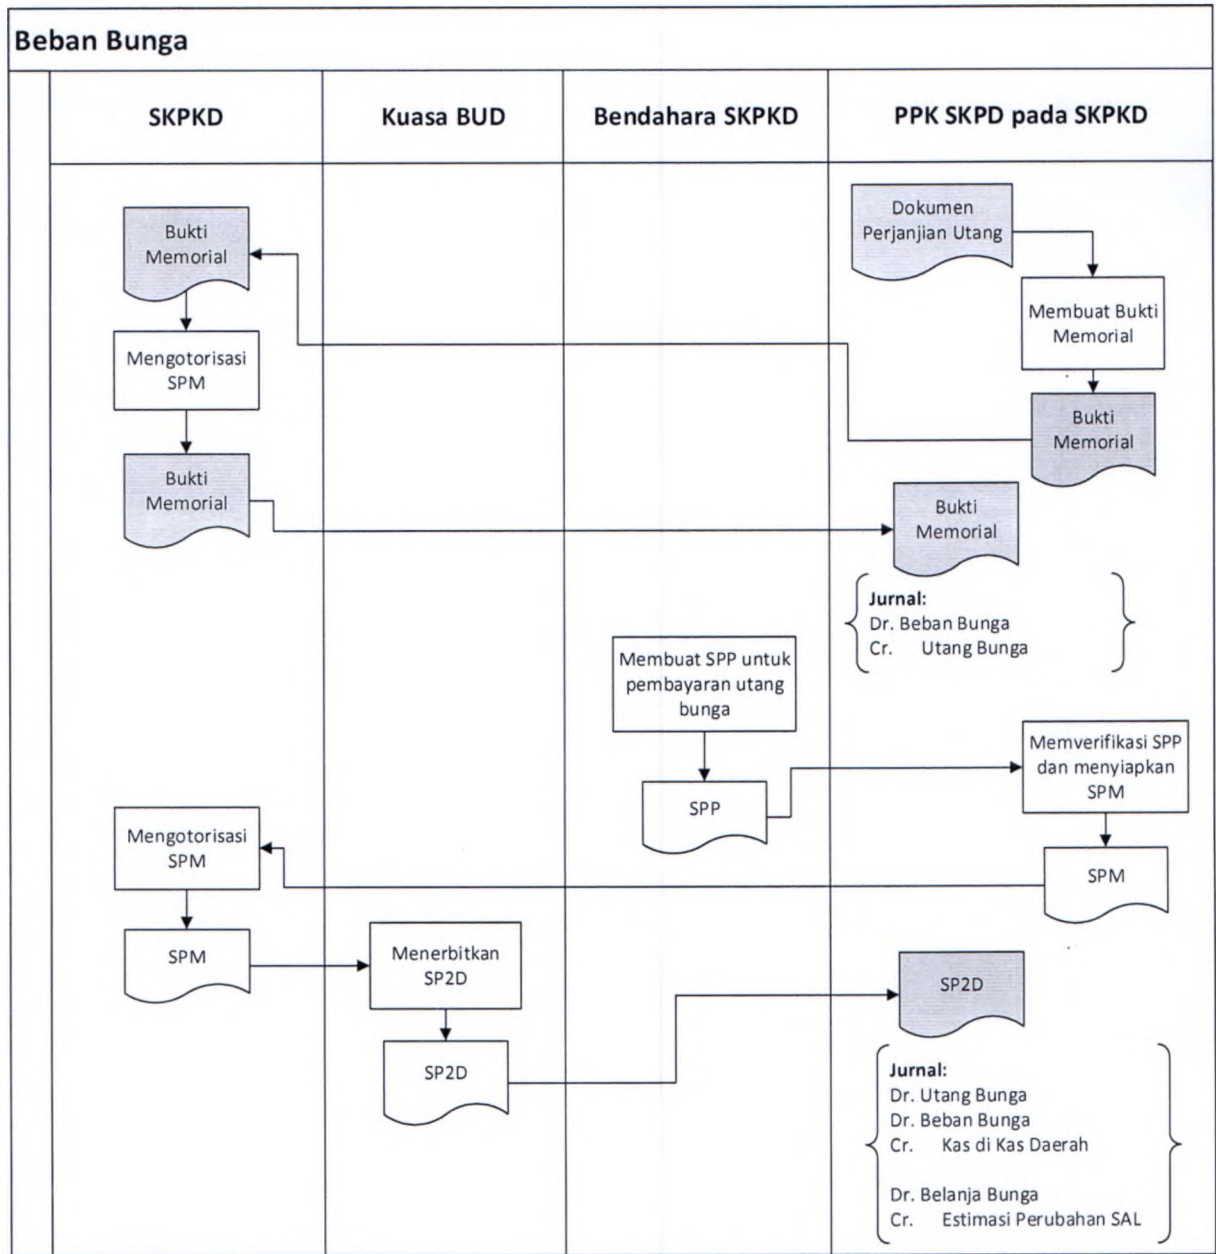 Beban Bunga
SKPKD
Kuasa BUD
Bendahara SKPKD
PPK SKPD pada SKPKD
Dokumen
Perjanjian Utang
Bukti
Memorial
Membuat Bukti
Memorial
Mengotorisasi
SPM
Bukti
Memorial
Bukti
Memorial
Bukti
Memorial
Jurnal:
Dr. Beban Bunga
Cr. Utang Bunga
Membuat SPP untuk
pembayaran utang
bunga
Memverifikasi SPP
dan menyiapkan
SPM
SPP
Mengotorisasi
SPM
SPM
SPM
Menerbitkan
SP2D
SP2D
SP2D
Jurnal:
Dr. Utang Bunga
Dr. Beban Bunga
Cr. Kas di Kas Daerah
Dr. Belanja Bunga
Cr. Estimasi Perubahan SAL